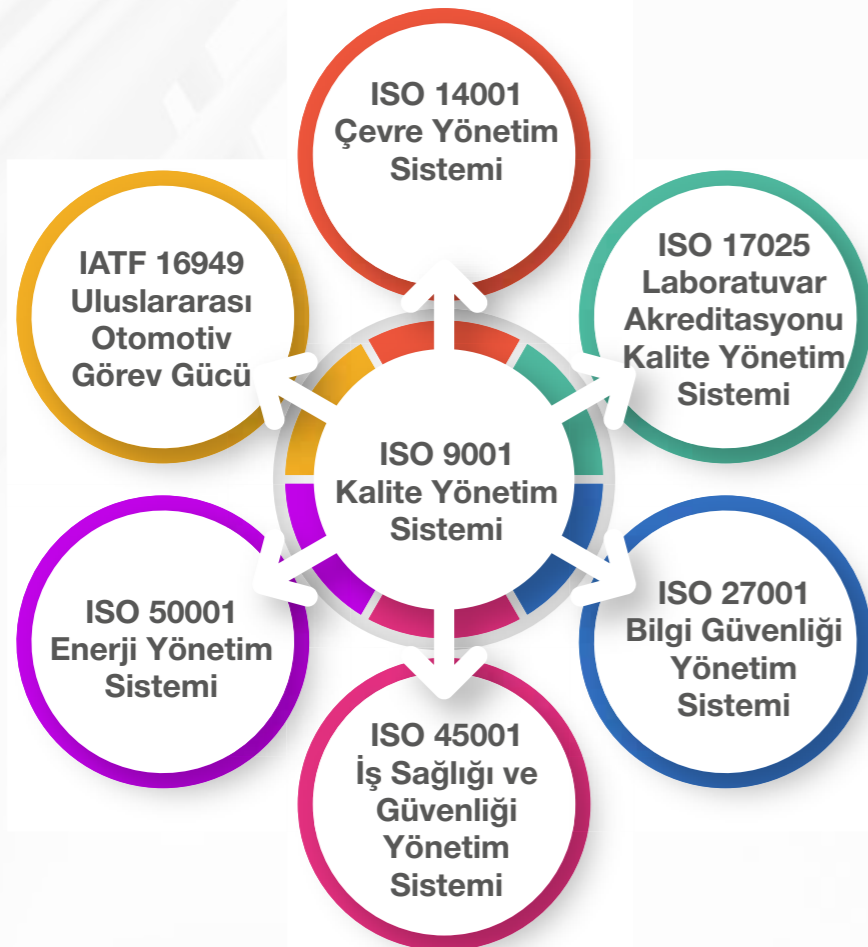 ISO 14001
Çevre Yönetim
Sistemi
IATF 16949
Uluslararası
Otomotiv
Görev Gücü
ISO 17025
Laboratuvar
Akreditasyonu
Kalite Yönetim
Sistemi
ISO 9001
Kalite Yönetim
Sistemi
ISO 50001
Enerji Yönetim
Sistemi
ISO 27001
Bilgi Güvenliği
Yönetim
Sistemi
ISO 45001
İş Sağlığı ve
Güvenliği
Yönetim
Sistemi